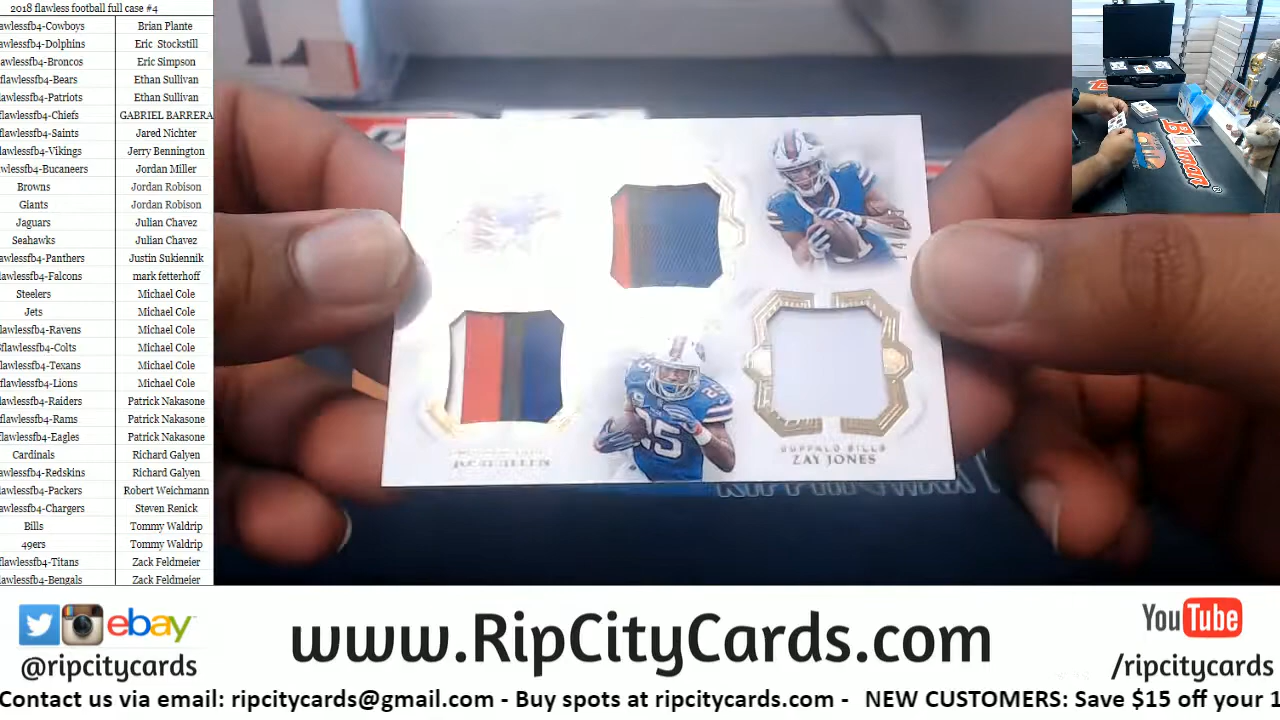 2018 flawless football full case #4
awlessfb4-Cowboys Brian Plante
awlessfb4-Dolphins Eric Stockstill
awlessfb4-Broncos Eric Simpson
flawlessfb4-Bears Ethan Sullivan
awlessfb4-Patriots Ethan Sullivan
flawlessfb4-Chiefs GABRIEL BARRERA
flawlessfb4-Saints Jared Nichter
awlessfb4-Vikings Jerry Bennington
wlessfb4-Bucaneers Jordan Miller
Browns Jordan Robison
Giants Jordan Robison
Jaguars Julian Chavez
Seahawks Julian Chavez
awlessfb4-Panthers Justin Sukiennik
awlessfb4-Falcons mark fetterhoff
Steelers Michael Cole
Jets Michael Cole
lawlessfb4-Ravens Michael Cole
flawlessfb4-Colts Michael Cole
awlessfb4-Texans Michael Cole
flawlessfb4-Lions Michael Cole
awlessfb4-Raiders Patrick Nakasone
flawlessfb4-Rams Patrick Nakasone
lawlessfb4-Eagles Patrick Nakasone
Cardinals Richard Galyen
wlessfb4-Redskins Richard Galyen
awlessfb4-Packers Robert Weichmann
wlessfb4-Chargers Steven Renick
Bills Tommy Waldrip
49ers Tommy Waldrip
lawlessfb4-Titans Zack Feldmeier
awlessfb4-Bengals Zack Feldmeier
25
BUFFALO BILLS
ZAY JONES
ebay
@ripcitycards
www.RipCityCards.com
YouTube
/ripcitycards
Contact us via email: ripcitycards@gmail.com - Buy spots at ripcitycards.com - NEW CUSTOMERS: Save $15 off your 1